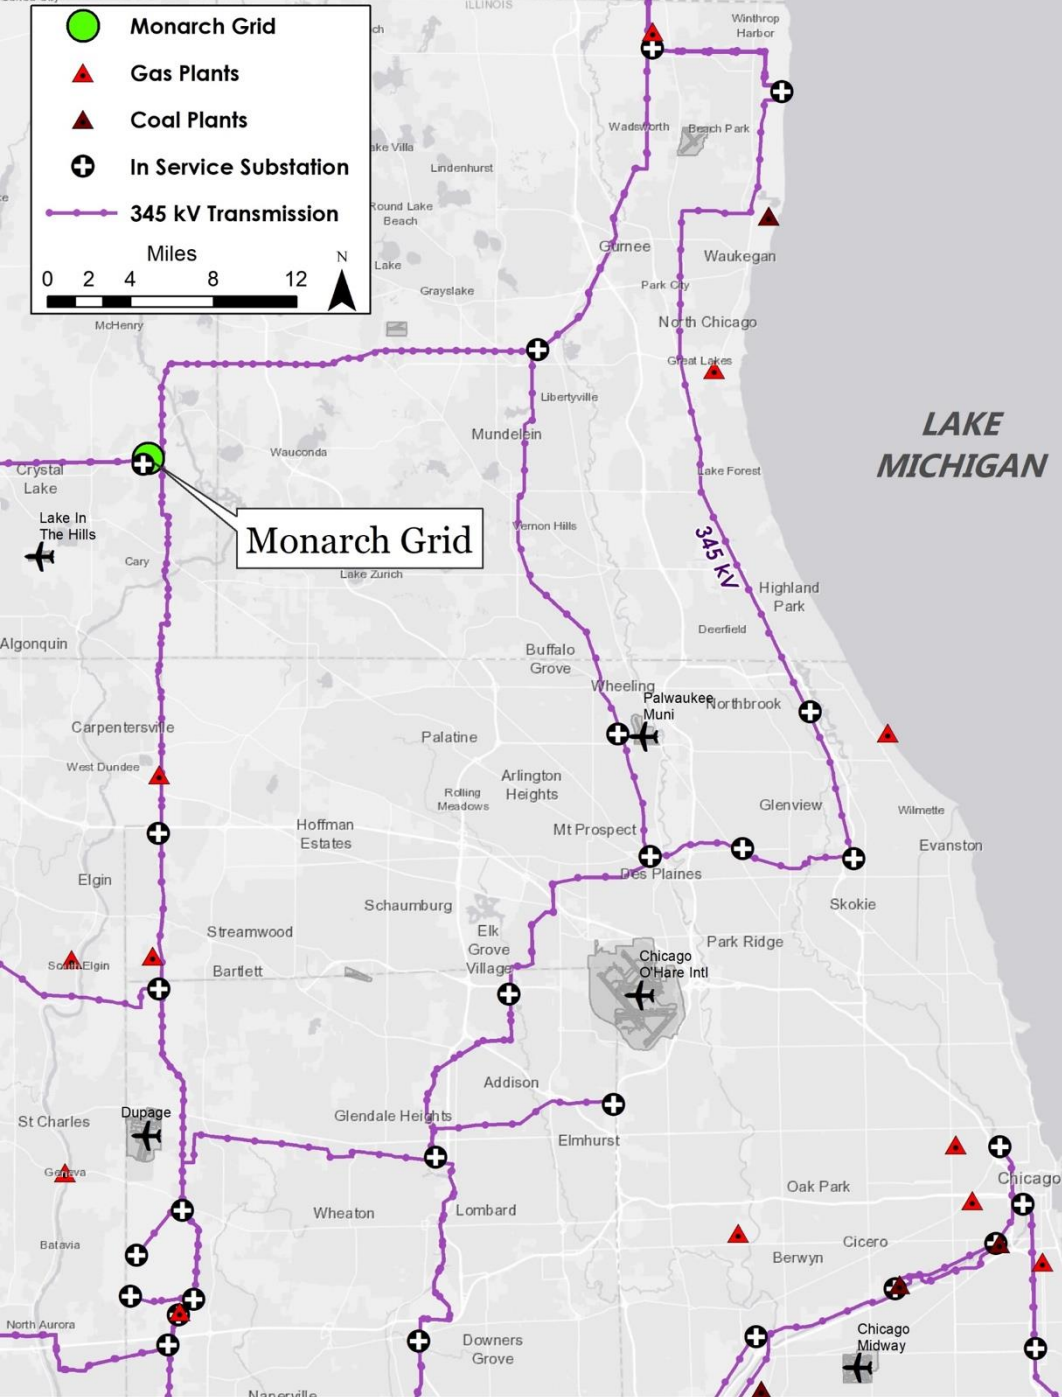 ILLINOIS
Monarch Grid
Gas Plants
Coal Plants
In Service Substation
345 kV Transmission
Miles
N
0 2 4 8 12
Winthrop
Harbor
Wadsworth
Beach Park
Lindenhurst
ake Villa
Round Lake
Beach
Lake
Gurnee
Waukegan
Grayslake
Park City
McHenry
North Chicago
Great Lakes
Libertyville
Mundelein
LAKE
MICHIGAN
Wauconda
Crystal
Lake
Lake Forest
Lake In
The Hills
Vernon Hills
Monarch Grid
345 kV
Cary
Lake Zurich
Highland
Park
Algonquin
Deerfield
Buffalo
Grove
Wheeling
Palwaukee
Muni
Northbrook
Carpentersville
Palatine
West Dundee
Arlington
Heights
Rolling
Meadows
Glenview
Wilmette
Hoffman
Estates
Mt Prospect
Evanston
Des Plaines
Elgin
Schaumburg
Skokie
Streamwood
Elk
Grove
Village
Park Ridge
South Elgin
Bartlett
Chicago
O'Hare Intl
Addison
St Charles
Dupage
Glendale Heights
Elmhurst
Geneva
Chicago
Oak Park
Wheaton
Lombard
Batavia
Cicero
Berwyn
North Aurora
Downers
Grove
Chicago
Midway
Naperville